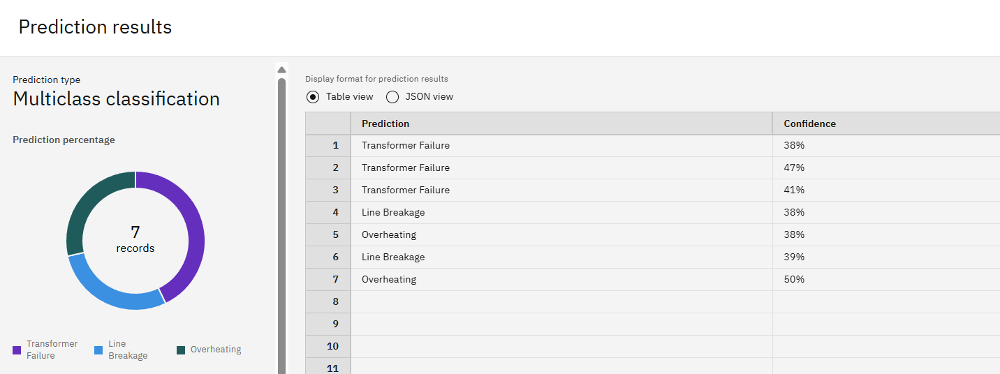 Prediction results
Prediction type
Multiclass classification
Prediction percentage
7
records
Transformer Failure
Line Breakage
Overheating
Display format for prediction results
Table view JSON view
Prediction Confidence
1 Transformer Failure 38%
2 Transformer Failure 47%
3 Transformer Failure 41%
4 Line Breakage 38%
5 Overheating 38%
6 Line Breakage 39%
7 Overheating 50%
8
9
10
11